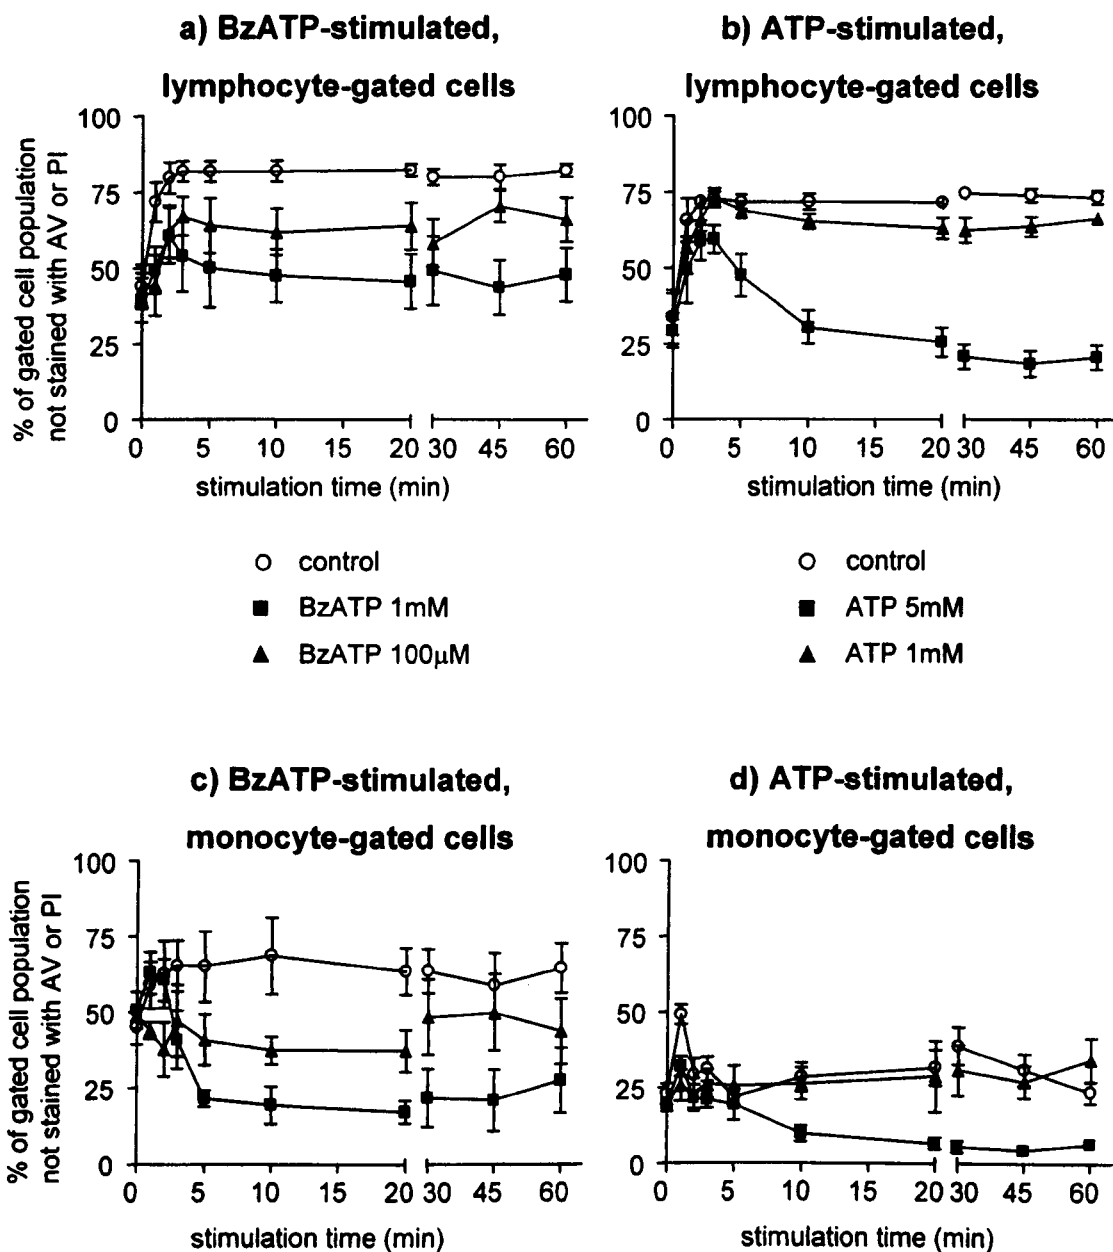 a) BzATP-stimulated,
lymphocyte-gated cells
% of gated cell population
not stained with AV or PI
100
75
50
25
0
0 5 10 15 20 30 45 60
stimulation time (min)
b) ATP-stimulated,
lymphocyte-gated cells
100
75
50
25
0
0 5 10 15 20 30 45 60
stimulation time (min)
control
BzATP 1mM
BzATP 100µM
control
ATP 5mM
ATP 1mM
c) BzATP-stimulated,
monocyte-gated cells
% of gated cell population
not stained with AV or PI
100
75
50
25
0
0 5 10 15 20 30 45 60
stimulation time (min)
d) ATP-stimulated,
monocyte-gated cells
100
75
50
25
0
0 5 10 15 20 30 45 60
stimulation time (min)